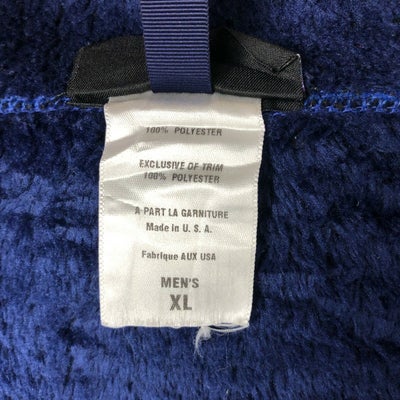 100% POLYESTER
EXCLUSIVE OF TRIM
100% POLYESTER
A PART LA GARNITURE
Made in U. S. A.
Fabrique AUX USA
MEN'S
XL